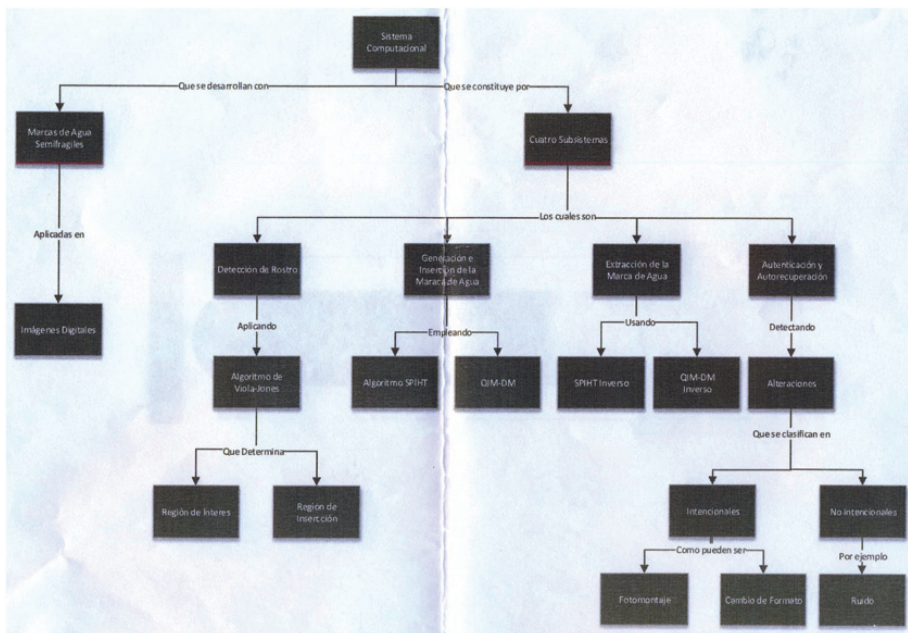 Sistema
Computacional
Que se desarrollan con
Que se constituye por
Marcas de Agua
Semifragiles
Cuatro Subsistemas
Aplicadas en
Los cuales son
Imágenes Digitales
Detección de Rostro
Generación e
Insertion de la
Maraca de Agua
Extracción de la
Marca de Agua
Autenticación y
Autorecuperación
Aplicando
Empleando
Usando
Detectando
Algoritmo de
Viola-Jones
Algoritmo SPIHT
QIM-DM
SPIHT Inverso
QIM-DM
Inverso
Alteraciones
Que Determina
Que se clasifican en
Región de Interes
Region de
Insertción
Intencionales
No intencionales
Como pueden ser
Por ejemplo
Fotomontaje
Cambio de Formato
Ruido